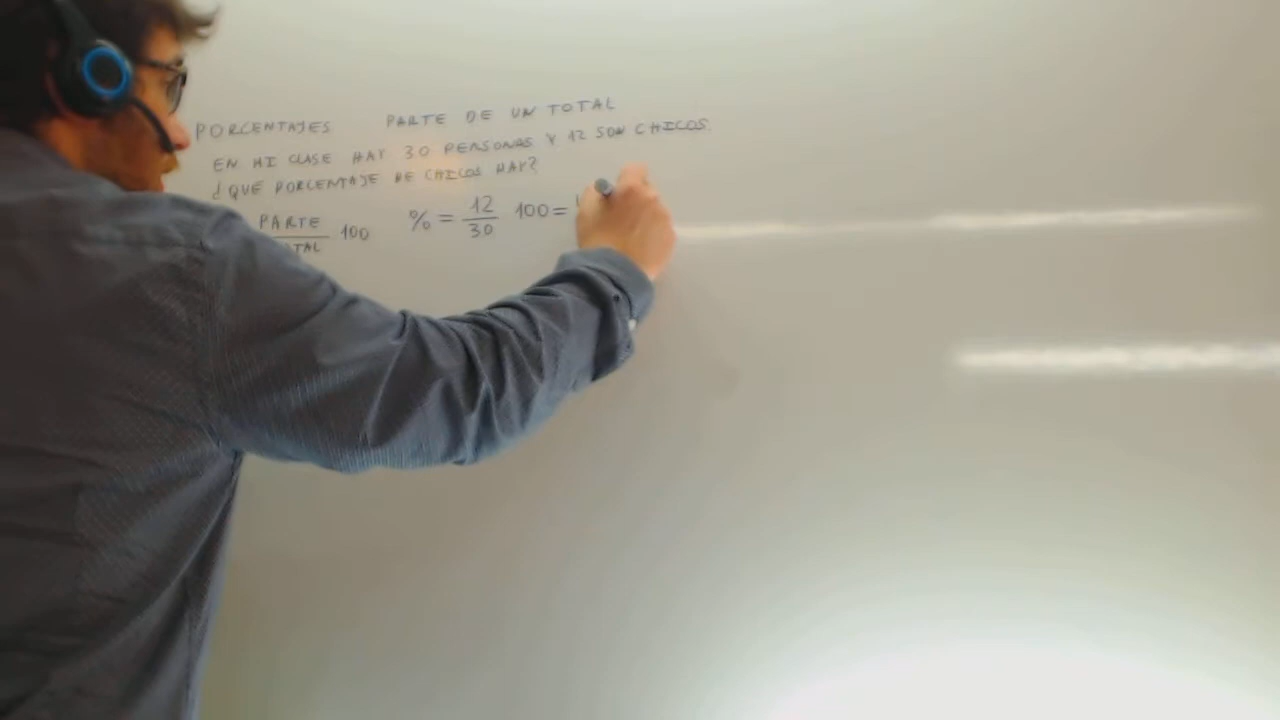 PORCENTAJES PARTE DE UN TOTAL
EN MI CLASE HAY 30 PERSONAS Y 12 SON CHICOS.
¿QUÉ PORCENTAJE DE CHICOS HAY?
PARTE
TAL 100 % = 12/30 100 =